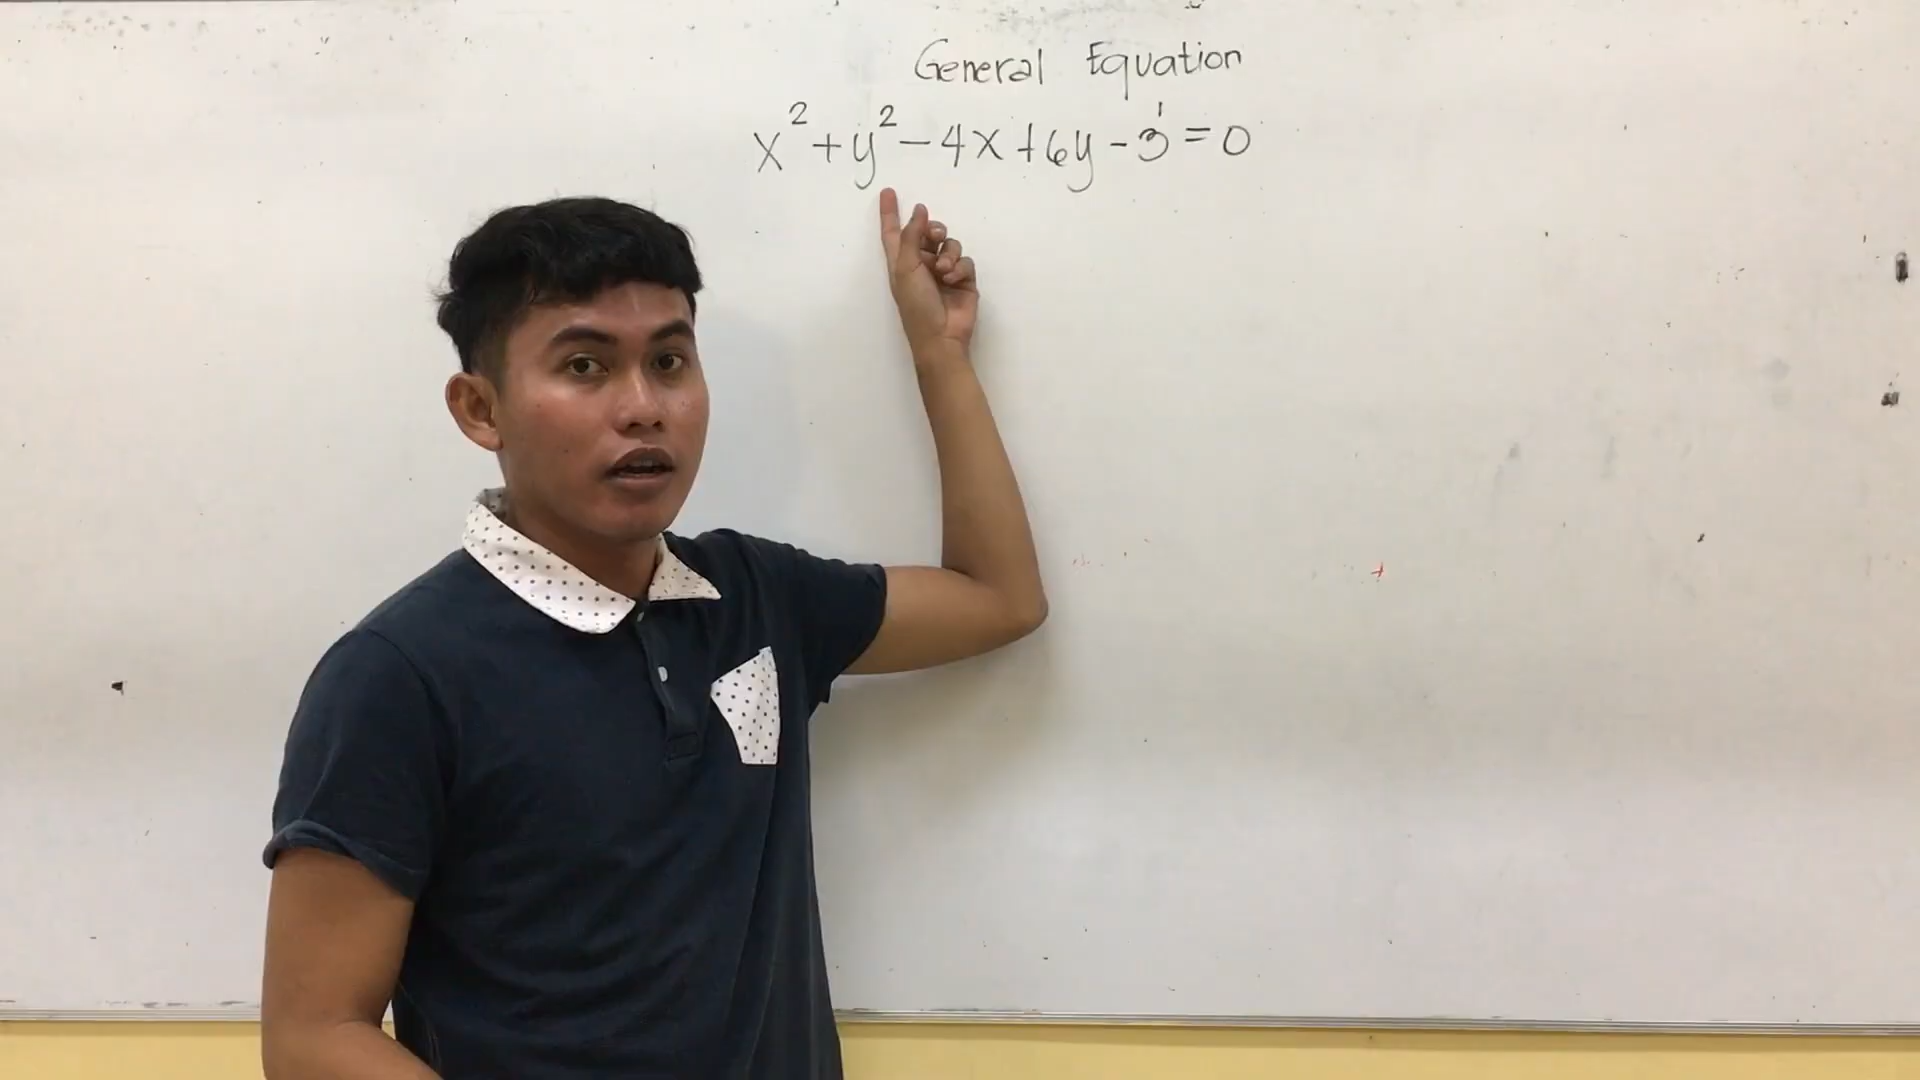 General Equation
x² + y² - 4x + 6y - 3 = 0